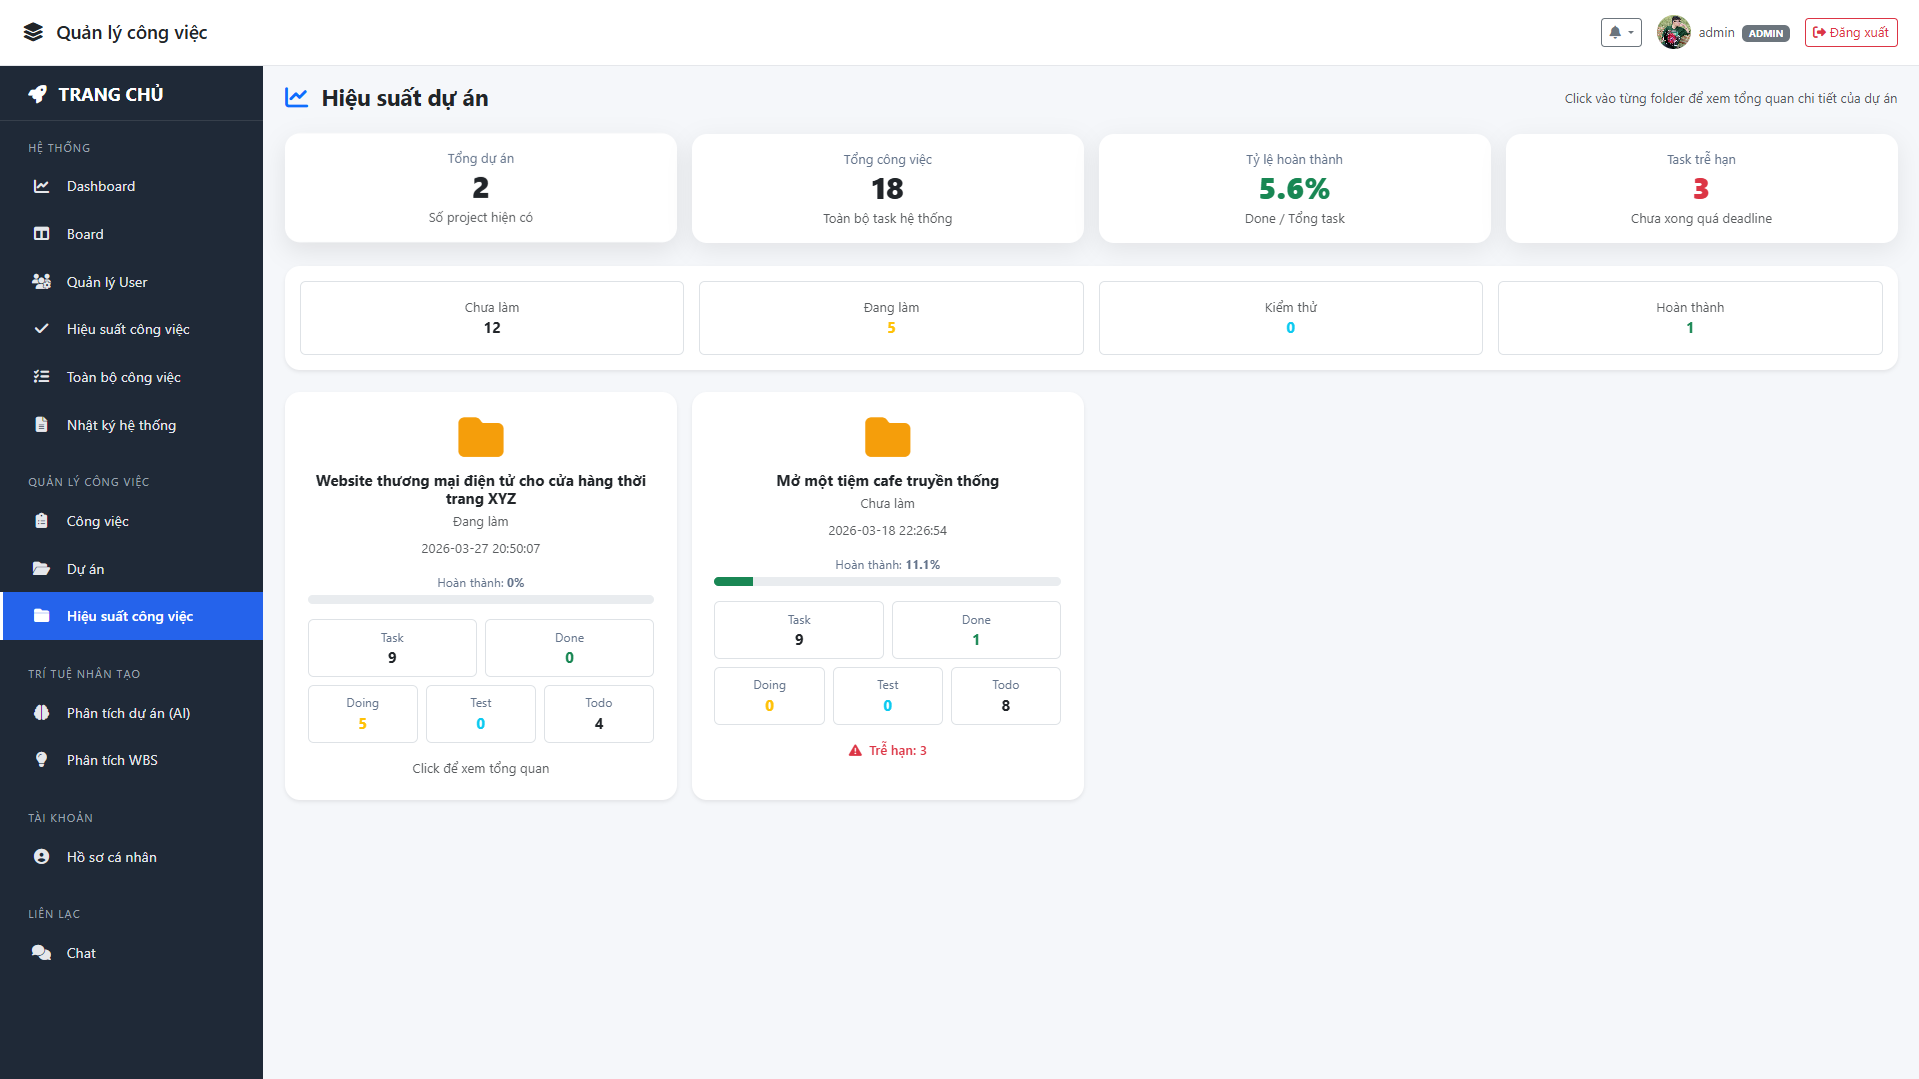 Quản lý công việc
admin
ADMIN
Đăng xuất
TRANG CHỦ
HỆ THỐNG
Dashboard
Board
Quản lý User
Hiệu suất công việc
Toàn bộ công việc
Nhật ký hệ thống
QUẢN LÝ CÔNG VIỆC
Công việc
Dự án
Hiệu suất công việc
TRÍ TUỆ NHÂN TẠO
Phân tích dự án (AI)
Phân tích WBS
TÀI KHOẢN
Hồ sơ cá nhân
LIÊN LẠC
Chat
Hiệu suất dự án
Click vào từng folder để xem tổng quan chi tiết của dự án
Tổng dự án
2
Số project hiện có
Tổng công việc
18
Toàn bộ task hệ thống
Tỷ lệ hoàn thành
5.6%
Done / Tổng task
Task trễ hạn
3
Chưa xong quá deadline
Chưa làm
12
Đang làm
5
Kiểm thử
0
Hoàn thành
1
Website thương mại điện tử cho cửa hàng thời
trang XYZ
Đang làm
2026-03-27 20:50:07
Hoàn thành: 0%
Task
9
Done
0
Doing
5
Test
0
Todo
4
Click để xem tổng quan
Mở một tiệm cafe truyền thống
Chưa làm
2026-03-18 22:26:54
Hoàn thành: 11.1%
Task
9
Done
1
Doing
0
Test
0
Todo
8
Trễ hạn: 3